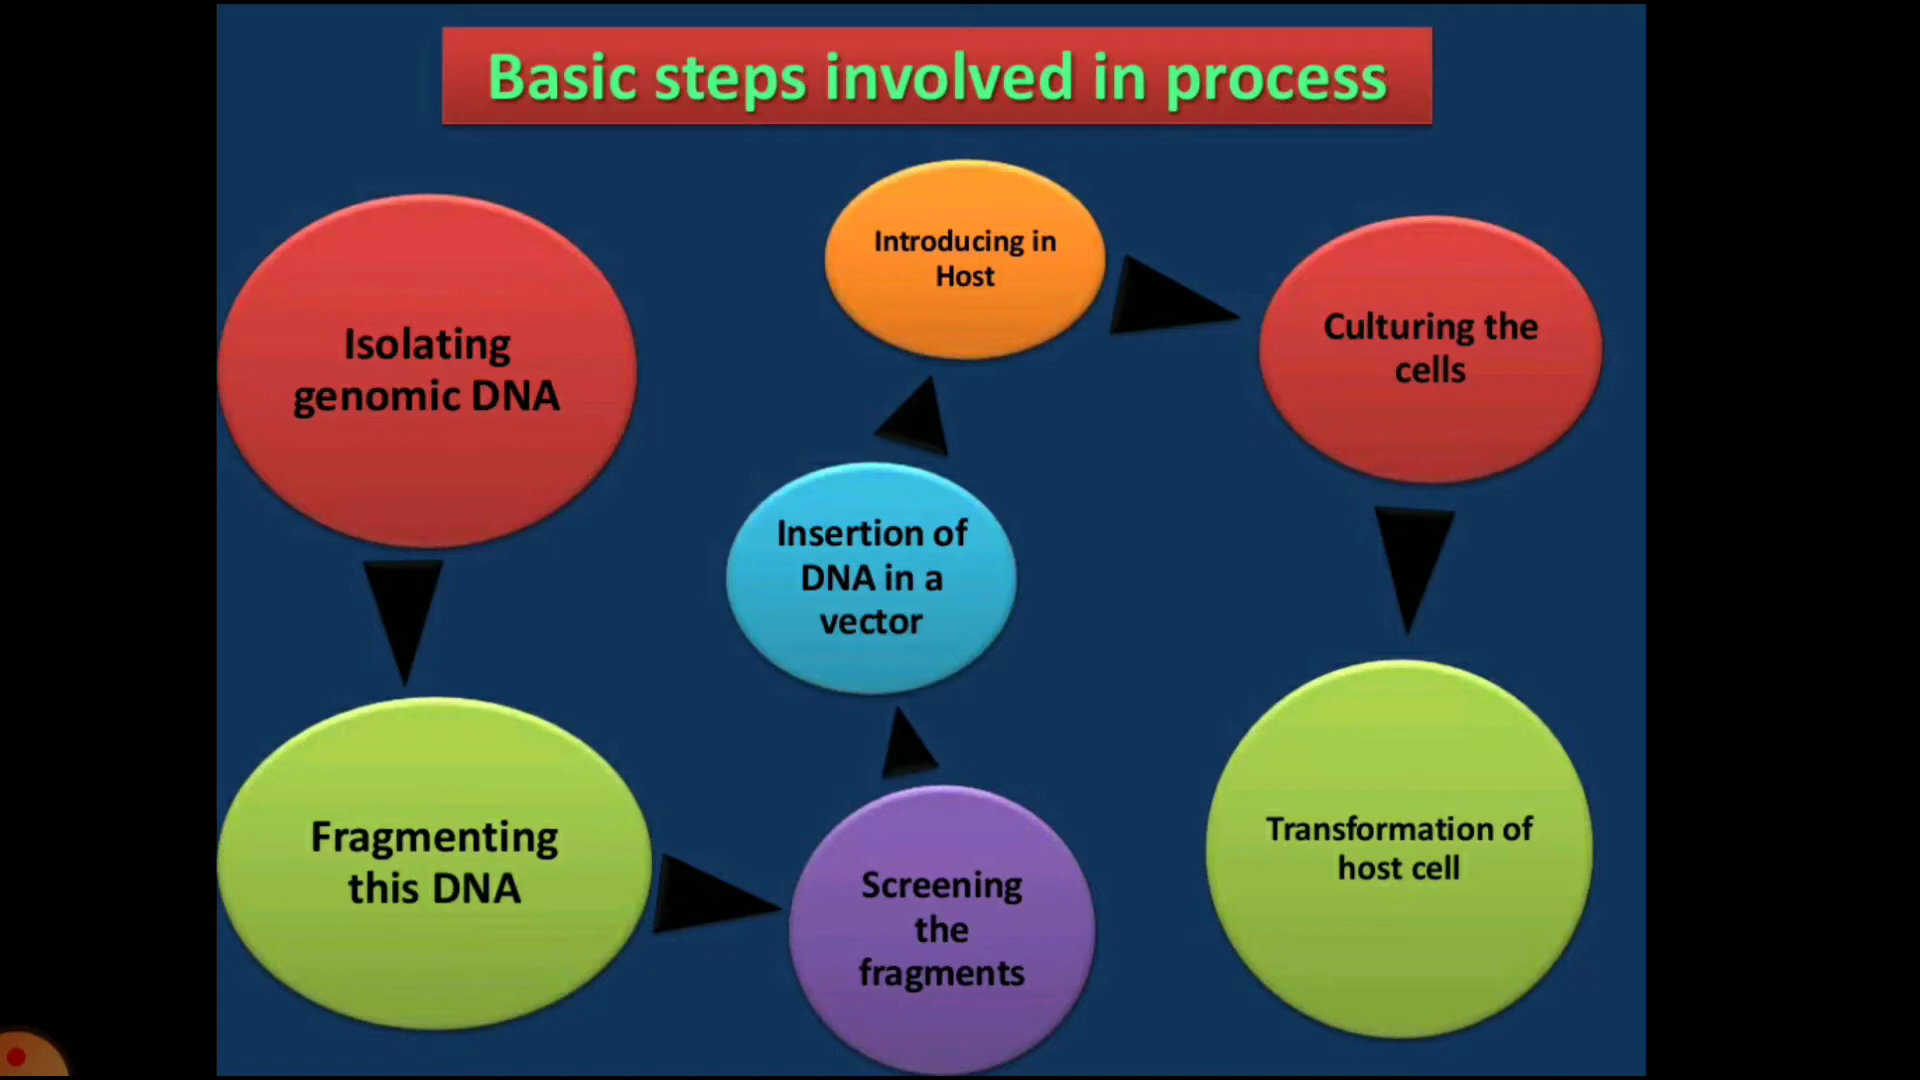 Basic steps involved in process
Isolating
genomic DNA
Fragmenting
this DNA
Screening
the
fragments
Insertion of
DNA in a
vector
Introducing in
Host
Culturing the
cells
Transformation of
host cell